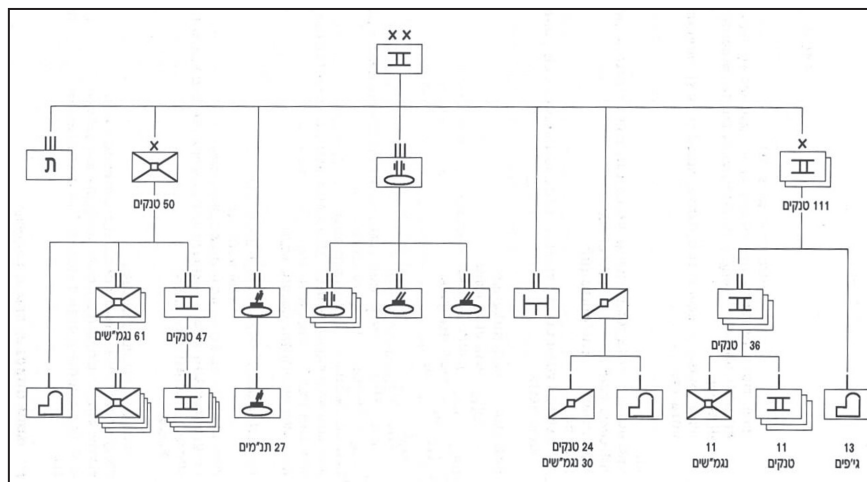 ת
111 טנקים
50 טנקים
36 טנקים
47 טנקים
61 נגמ"שים
13
ג'יפים
11
טנקים
11
נגמ"שים
24 טנקים
30 נגמ"שים
27 תנ"מים